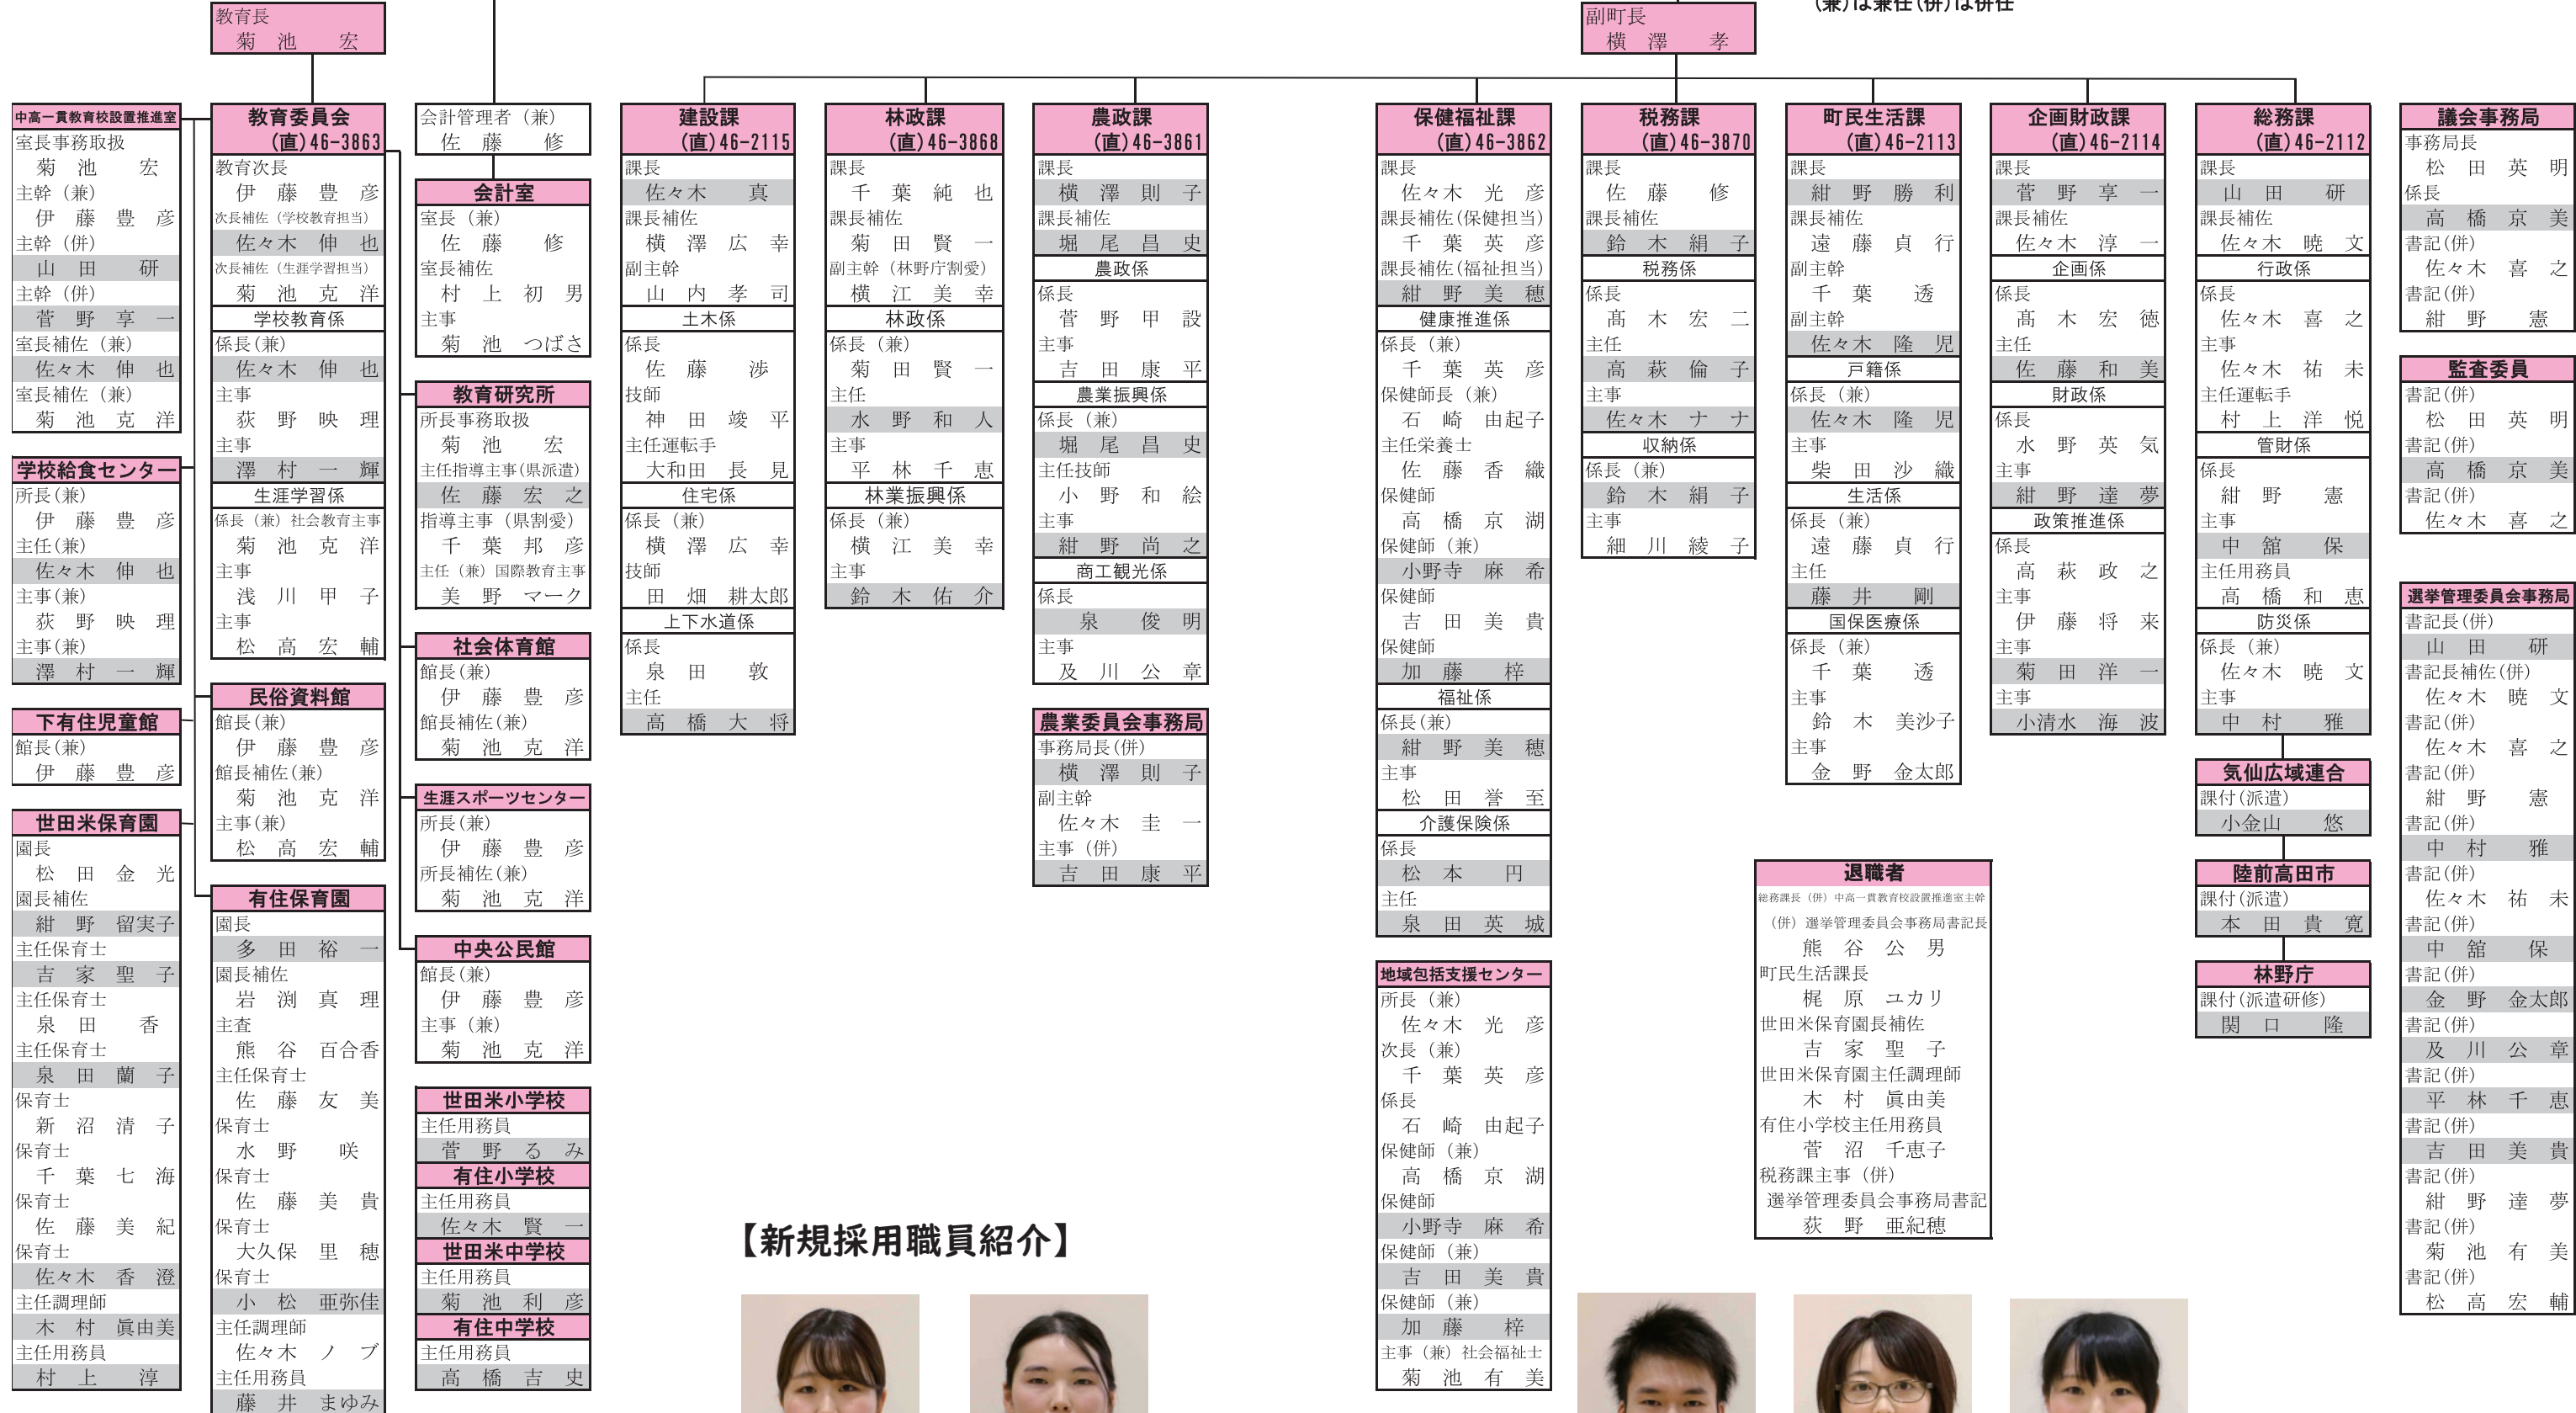 (兼)は兼任(併)は併任
教育長
菊池 宏
副町長
横澤 孝
中高一貫教育校設置推進室
室長事務取扱
菊池 宏
主幹（兼）
伊藤豊彦
主幹（併）
山田 研
主幹（併）
菅野享一
室長補佐（兼）
佐々木伸也
室長補佐（兼）
菊池克洋
学校給食センター
所長(兼)
伊藤豊彦
主任(兼)
佐々木伸也
主事(兼)
荻野映理
主事(兼)
澤村一輝
下有住児童館
館長(兼)
伊藤豊彦
世田米保育園
園長
松田金光
園長補佐
紺野留実子
主任保育士
吉家聖子
主任保育士
泉田 香
主任保育士
泉田蘭子
保育士
新沼清子
保育士
千葉七海
保育士
佐藤美紀
保育士
佐々木香澄
主任調理師
木村眞由美
主任用務員
村上 淳
教育委員会
(直)46-3863
教育次長
伊藤豊彦
次長補佐（学校教育担当）
佐々木伸也
次長補佐（生涯学習担当）
菊池克洋
学校教育係
係長(兼)
佐々木伸也
主事
荻野映理
主事
澤村一輝
生涯学習係
係長（兼）社会教育主事
菊池克洋
主事
浅川甲子
主事
松高宏輔
民俗資料館
館長(兼)
伊藤豊彦
館長補佐(兼)
菊池克洋
主事(兼)
松高宏輔
有住保育園
園長
多田裕一
園長補佐
岩渕真理
主査
熊谷百合香
主任保育士
佐藤友美
保育士
水野 咲
保育士
佐藤美貴
保育士
大久保里穂
保育士
小松亜弥佳
主任調理師
佐々木ノブ
主任用務員
藤井まゆみ
会計管理者（兼）
佐藤 修
会計室
室長（兼）
佐藤 修
室長補佐
村上初男
主事
菊池つばさ
教育研究所
所長事務取扱
菊池 宏
主任指導主事(県派遣)
佐藤宏之
指導主事（県割愛）
千葉邦彦
主任（兼）国際教育主事
美野マーク
社会体育館
館長(兼)
伊藤豊彦
館長補佐(兼)
菊池克洋
生涯スポーツセンター
所長(兼)
伊藤豊彦
所長補佐(兼)
菊池克洋
中央公民館
館長(兼)
伊藤豊彦
主事（兼）
菊池克洋
世田米小学校
主任用務員
菅野るみ
有住小学校
主任用務員
佐々木賢一
世田米中学校
主任用務員
菊池利彦
有住中学校
主任用務員
高橋吉史
建設課
(直)46-2115
課長
佐々木 真
課長補佐
横澤広幸
副主幹
山内孝司
土木係
係長
佐藤 渉
技師
神田竣平
主任運転手
大和田長見
住宅係
係長（兼）
横澤広幸
技師
田畑耕太郎
上下水道係
係長
泉田 敦
主任
高橋大将
林政課
(直)46-3868
課長
千葉純也
課長補佐
菊田賢一
副主幹（林野庁割愛）
横江美幸
林政係
係長（兼）
菊田賢一
主任
水野和人
主事
平林千恵
林業振興係
係長（兼）
横江美幸
主事
鈴木佑介
農政課
(直)46-3861
課長
横澤則子
課長補佐
堀尾昌史
農政係
係長
菅野甲設
主事
吉田康平
農業振興係
係長（兼）
堀尾昌史
主任技師
小野和絵
主事
紺野尚之
商工観光係
係長
泉 俊明
主事
及川公章
農業委員会事務局
事務局長(併)
横澤則子
副主幹
佐々木圭一
主事（併）
吉田康平
保健福祉課
(直)46-3862
課長
佐々木光彦
課長補佐(保健担当)
千葉英彦
課長補佐(福祉担当)
紺野美穂
健康推進係
係長（兼）
千葉英彦
保健師長（兼）
石崎由起子
主任栄養士
佐藤香織
保健師
高橋京湖
保健師（兼）
小野寺麻希
保健師
吉田美貴
保健師
加藤 梓
福祉係
係長(兼)
紺野美穂
主事
松田誉至
介護保険係
係長
松本 円
主任
泉田英城
地域包括支援センター
所長（兼）
佐々木光彦
次長（兼）
千葉英彦
係長
石崎由起子
保健師（兼）
高橋京湖
保健師
小野寺麻希
保健師（兼）
吉田美貴
保健師（兼）
加藤 梓
主事（兼）社会福祉士
菊池有美
税務課
(直)46-3870
課長
佐藤 修
課長補佐
鈴木絹子
税務係
係長
髙木宏二
主任
高萩倫子
主事
佐々木ナナ
収納係
係長（兼）
鈴木絹子
主事
細川綾子
町民生活課
(直)46-2113
課長
紺野勝利
課長補佐
遠藤貞行
副主幹
千葉 透
副主幹
佐々木隆児
戸籍係
係長（兼）
佐々木隆児
主事
柴田沙織
生活係
係長（兼）
遠藤貞行
主任
藤井 剛
国保医療係
係長（兼）
千葉 透
主事
鈴木美沙子
主事
金野金太郎
企画財政課
(直)46-2114
課長
菅野享一
課長補佐
佐々木淳一
企画係
係長
髙木宏徳
主任
佐藤和美
財政係
係長
水野英気
主事
紺野達夢
政策推進係
係長
高萩政之
主事
伊藤将来
主事
菊田洋一
主事
小清水海波
総務課
(直)46-2112
課長
山田 研
課長補佐
佐々木暁文
行政係
係長
佐々木喜之
主事
佐々木祐未
主任運転手
村上洋悦
管財係
係長
紺野 憲
主事
中舘 保
主任用務員
高橋和恵
防災係
係長（兼）
佐々木暁文
主事
中村 雅
気仙広域連合
課付(派遣)
小金山 悠
陸前高田市
課付(派遣)
本田貴寛
林野庁
課付(派遣研修)
関口 隆
議会事務局
事務局長
松田英明
係長
高橋京美
書記(併)
佐々木喜之
書記(併)
紺野 憲
監査委員
書記(併)
松田英明
書記(併)
高橋京美
書記(併)
佐々木喜之
選挙管理委員会事務局
書記長(併)
山田 研
書記長補佐(併)
佐々木暁文
書記(併)
佐々木喜之
書記(併)
紺野 憲
書記(併)
中村 雅
書記(併)
佐々木祐未
書記(併)
中舘 保
書記(併)
金野金太郎
書記(併)
及川公章
書記(併)
平林千恵
書記(併)
吉田美貴
書記(併)
紺野達夢
書記(併)
菊池有美
書記(併)
松高宏輔
退職者
総務課長（併）中高一貫教育校設置推進室主幹
（併）選挙管理委員会事務局書記長
熊谷公男
町民生活課長
梶原ユカリ
世田米保育園長補佐
吉家聖子
世田米保育園主任調理師
木村眞由美
有住小学校主任用務員
菅沼千恵子
税務課主事（併）
選挙管理委員会事務局書記
荻野亜紀穂
【新規採用職員紹介】